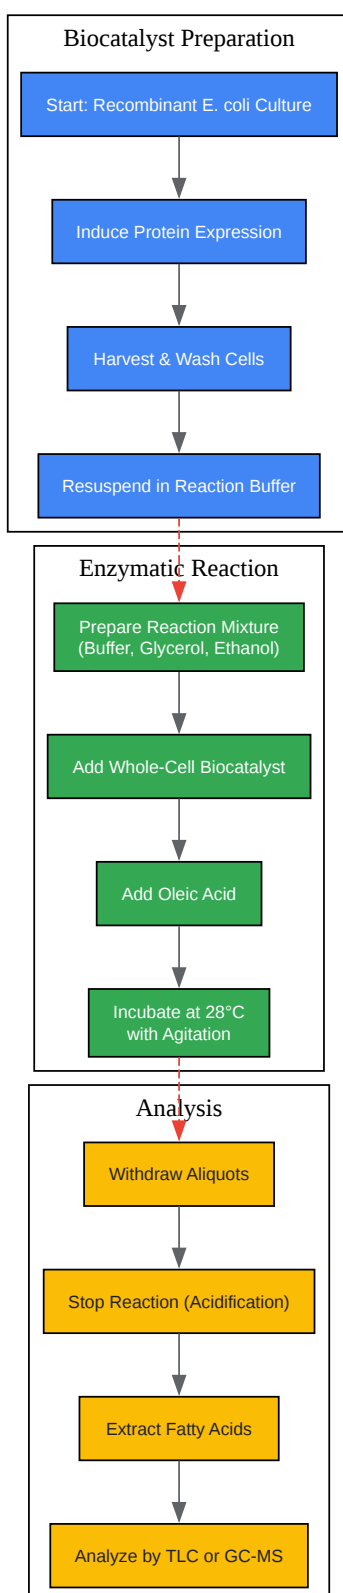 Biocatalyst Preparation
Start: Recombinant E. coli Culture
Induce Protein Expression
Harvest & Wash Cells
Resuspend in Reaction Buffer
Enzymatic Reaction
Prepare Reaction Mixture
(Buffer, Glycerol, Ethanol)
Add Whole-Cell Biocatalyst
Add Oleic Acid
Incubate at 28°C
with Agitation
Analysis
Withdraw Aliquots
Stop Reaction (Acidification)
Extract Fatty Acids
Analyze by TLC or GC-MS